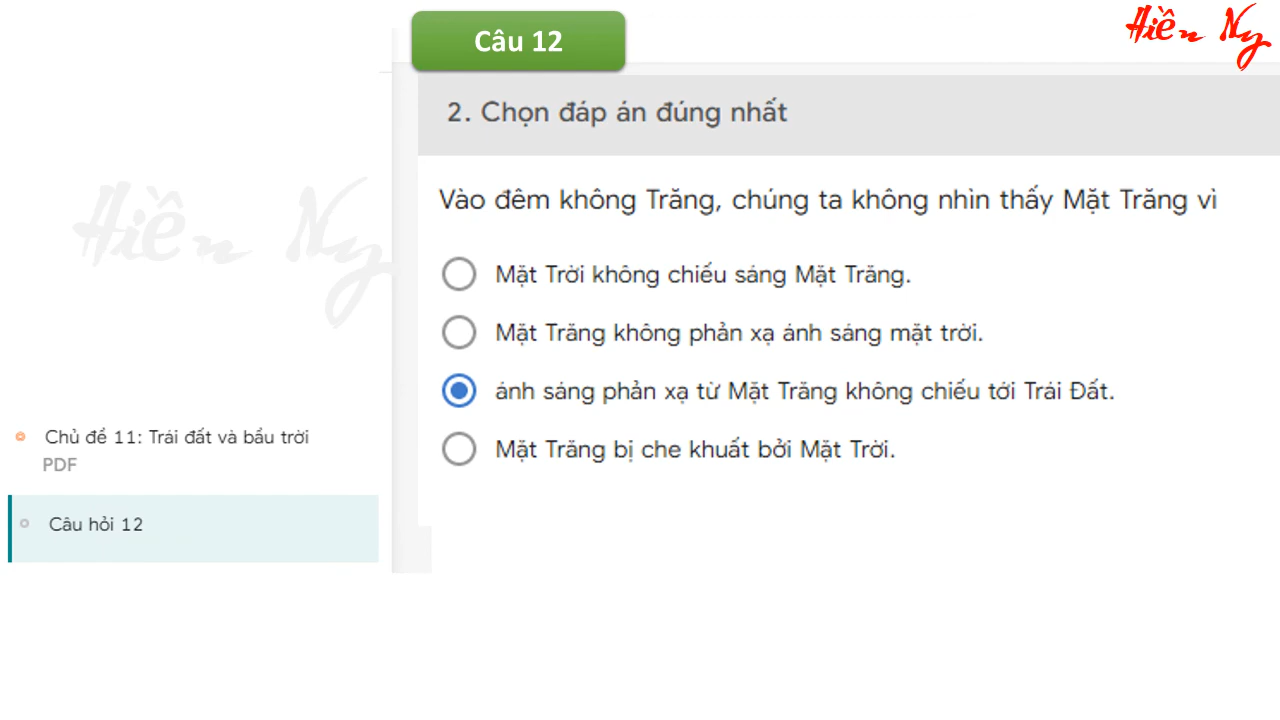 Câu 12
Hiền Ny
2. Chọn đáp án đúng nhất
Vào đêm không Trăng, chúng ta không nhìn thấy Mặt Trăng vì
Mặt Trời không chiếu sáng Mặt Trăng.
Mặt Trăng không phản xạ ánh sáng mặt trời.
ánh sáng phản xạ từ Mặt Trăng không chiếu tới Trái Đất.
Mặt Trăng bị che khuất bởi Mặt Trời.
Hiền Ny
Chủ đề 11: Trái đất và bầu trời
PDF
Câu hỏi 12